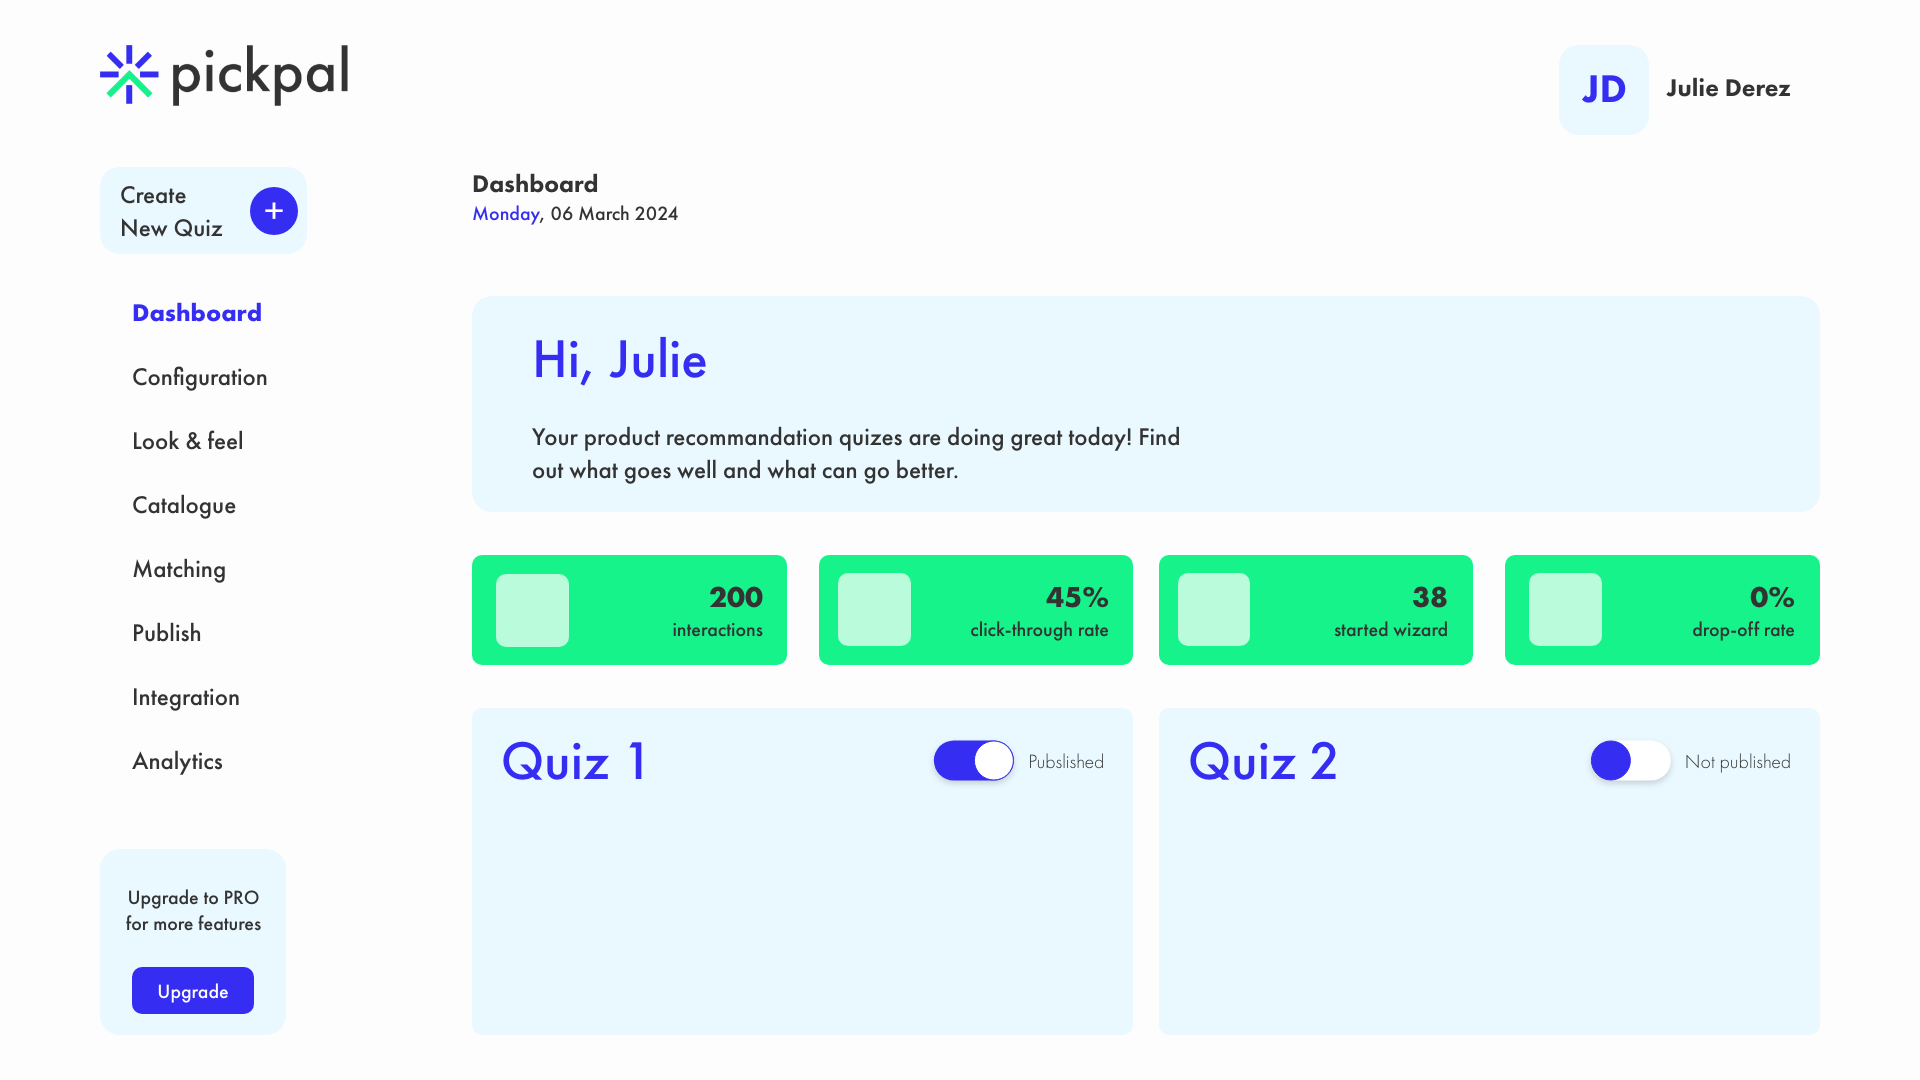 pickpal
JD
Julie Derez
Create
New Quiz
+
Dashboard
Configuration
Look & feel
Catalogue
Matching
Publish
Integration
Analytics
Upgrade to PRO
for more features
Upgrade
Dashboard
Monday, 06 March 2024
Hi, Julie
Your product recommandation quizes are doing great today! Find
out what goes well and what can go better.
200
interactions
45%
click-through rate
38
started wizard
0%
drop-off rate
Quiz 1
Pubslished
Quiz 2
Not published